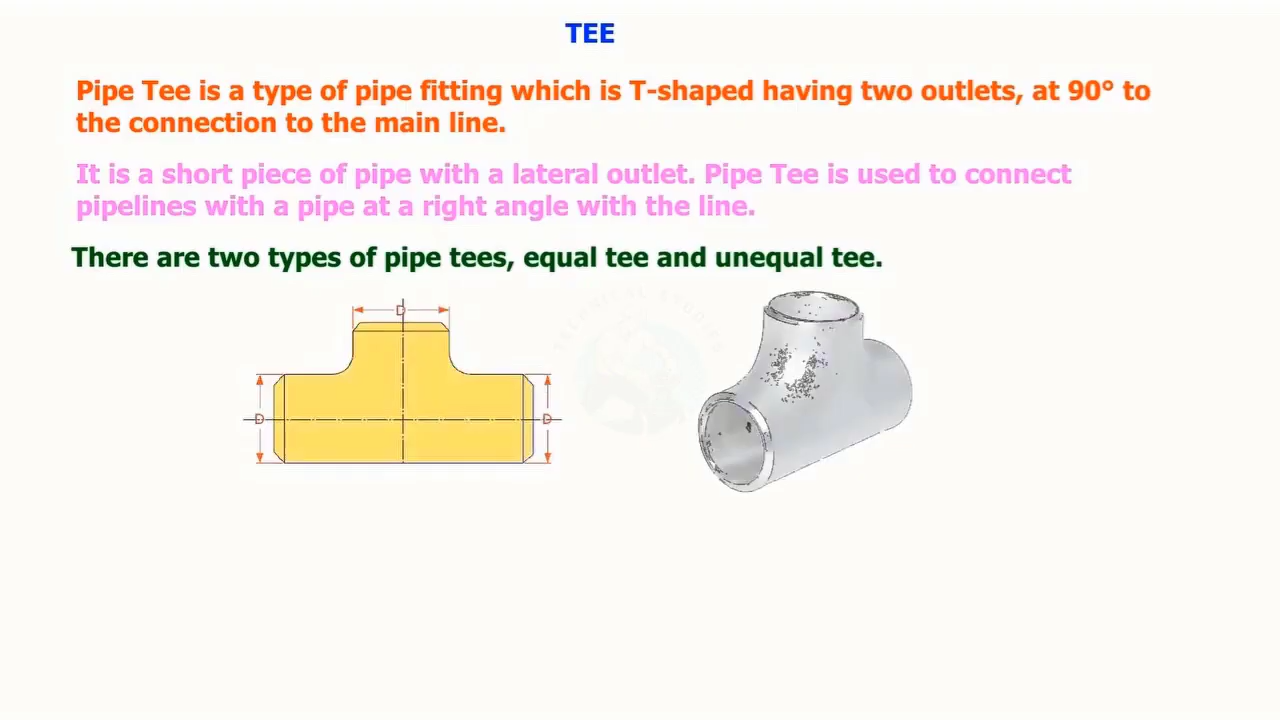 TEE
Pipe Tee is a type of pipe fitting which is T-shaped having two outlets, at 90° to
the connection to the main line.
It is a short piece of pipe with a lateral outlet. Pipe Tee is used to connect
pipelines with a pipe at a right angle with the line.
There are two types of pipe tees, equal tee and unequal tee.
D
D
D